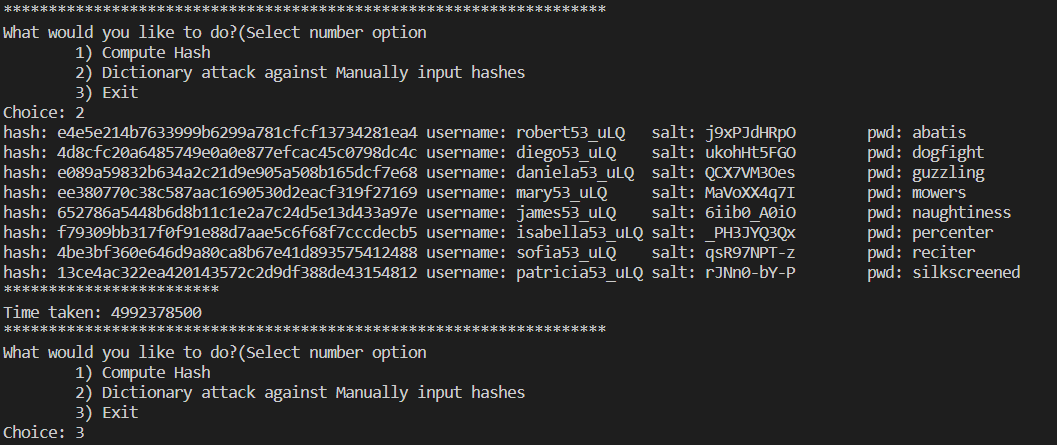 *******************************************************************
What would you like to do?(Select number option
1) Compute Hash
2) Dictionary attack against Manually input hashes
3) Exit
Choice: 2
hash: e4e5e214b7633999b6299a781cfcf13734281ea4 username: robert53_uLQ salt: j9xPJdHRpO pwd: abatis
hash: 4d8cfc20a6485749e0a0e877efcac45c0798dc4c username: diego53_uLQ salt: ukohHt5FGO pwd: dogfight
hash: e089a59832b634a2c21d9e905a508b165dcf7e68 username: daniela53_uLQ salt: QCX7VM3Oes pwd: guzzling
hash: ee380770c38c587aac1690530d2eacf319f27169 username: mary53_uLQ salt: MaVoXX4q7I pwd: mowers
hash: 652786a5448b6d8b11c1e2a7c24d5e13d433a97e username: james53_uLQ salt: 6iib0_A0iO pwd: naughtiness
hash: f79309bb317f0f91e88d7aae5c6f68f7cccdecb5 username: isabella53_uLQ salt: _PH3JYQ3Qx pwd: percenter
hash: 4be3bf360e646d9a80ca8b67e41d893575412488 username: sofia53_uLQ salt: qsR97NPT-z pwd: reciter
hash: 13ce4ac322ea420143572c2d9df388de43154812 username: patricia53_uLQ salt: rJNn0-bY-P pwd: silkscreened
************************
Time taken: 4992378500
*******************************************************************
What would you like to do?(Select number option
1) Compute Hash
2) Dictionary attack against Manually input hashes
3) Exit
Choice: 3